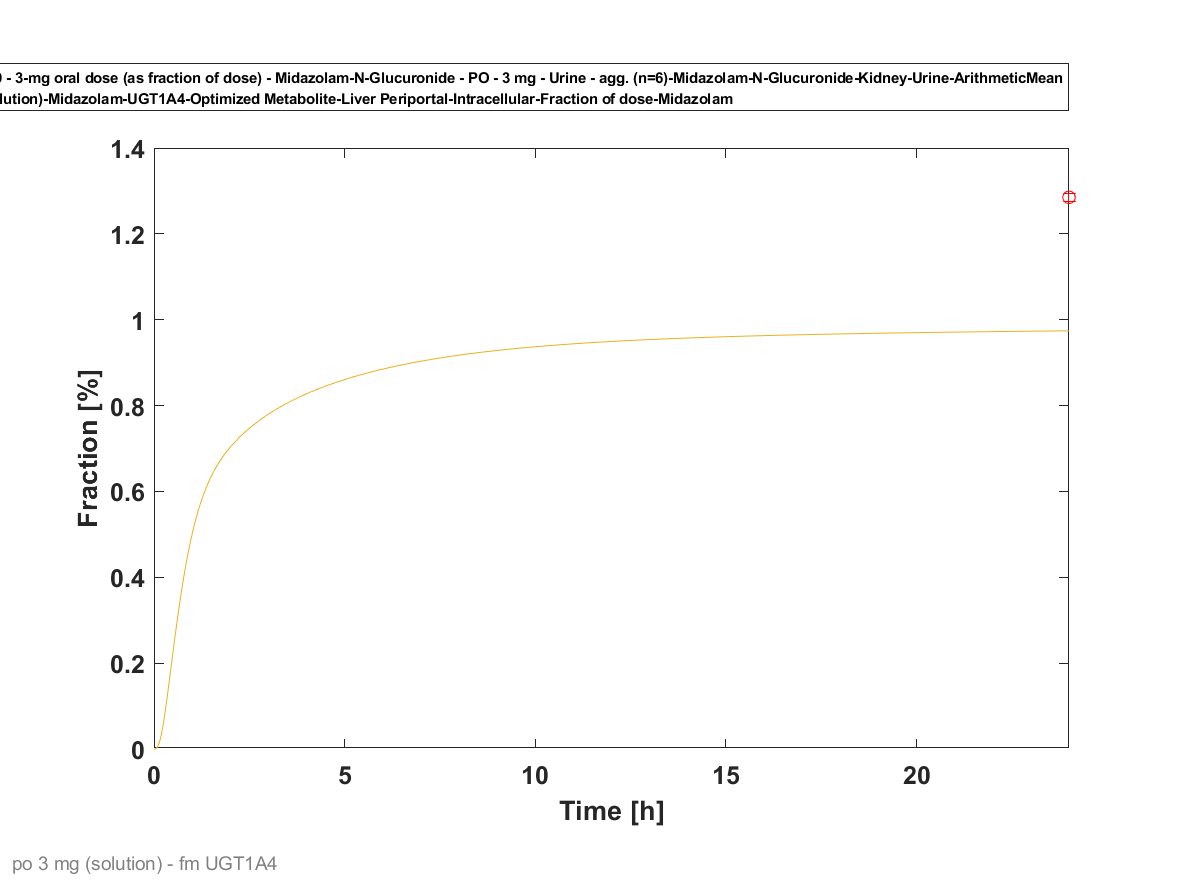 - 3-mg oral dose (as fraction of dose) - Midazolam-N-Glucuronide - PO - 3 mg - Urine - agg. (n=6)-Midazolam-N-Glucuronide-Kidney-Urine-ArithmeticMean
lution)-Midazolam-UGT1A4-Optimized Metabolite-Liver Periportal-Intracellular-Fraction of dose-Midazolam
1.4
1.2
1
0.8
0.6
0.4
0.2
0
Fraction [%]
0 5 10 15 20
Time [h]
po 3 mg (solution) - fm UGT1A4